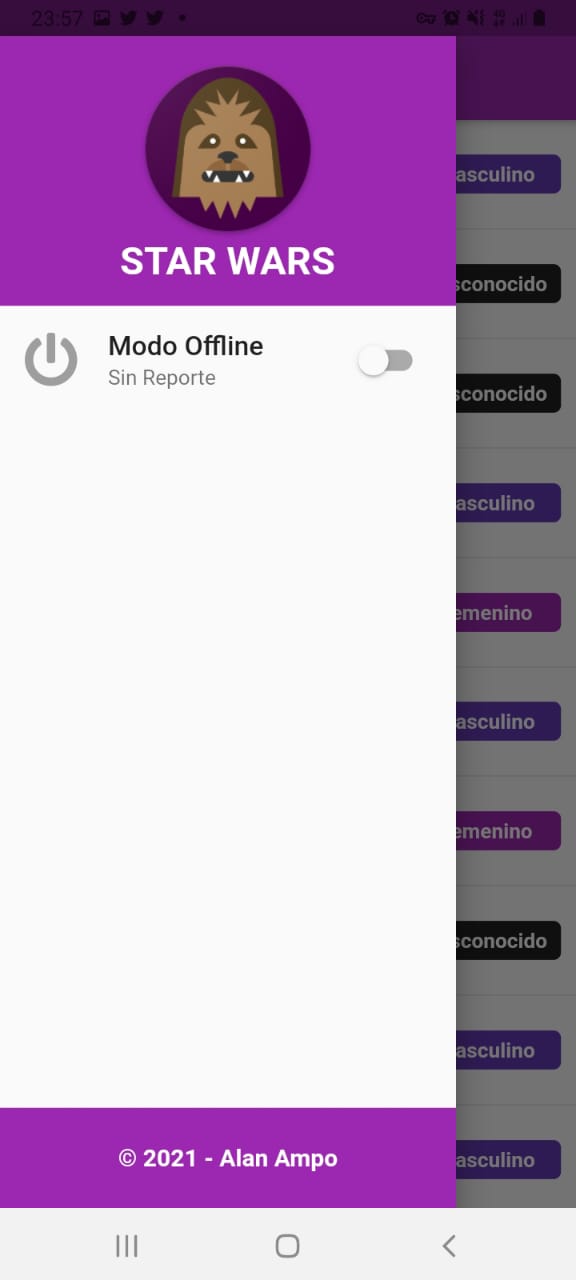 23:57
STAR WARS
Modo Offline
Sin Reporte
asculino
sconocido
sconocido
asculino
emenino
asculino
emenino
sconocido
asculino
asculino
© 2021 - Alan Ampo